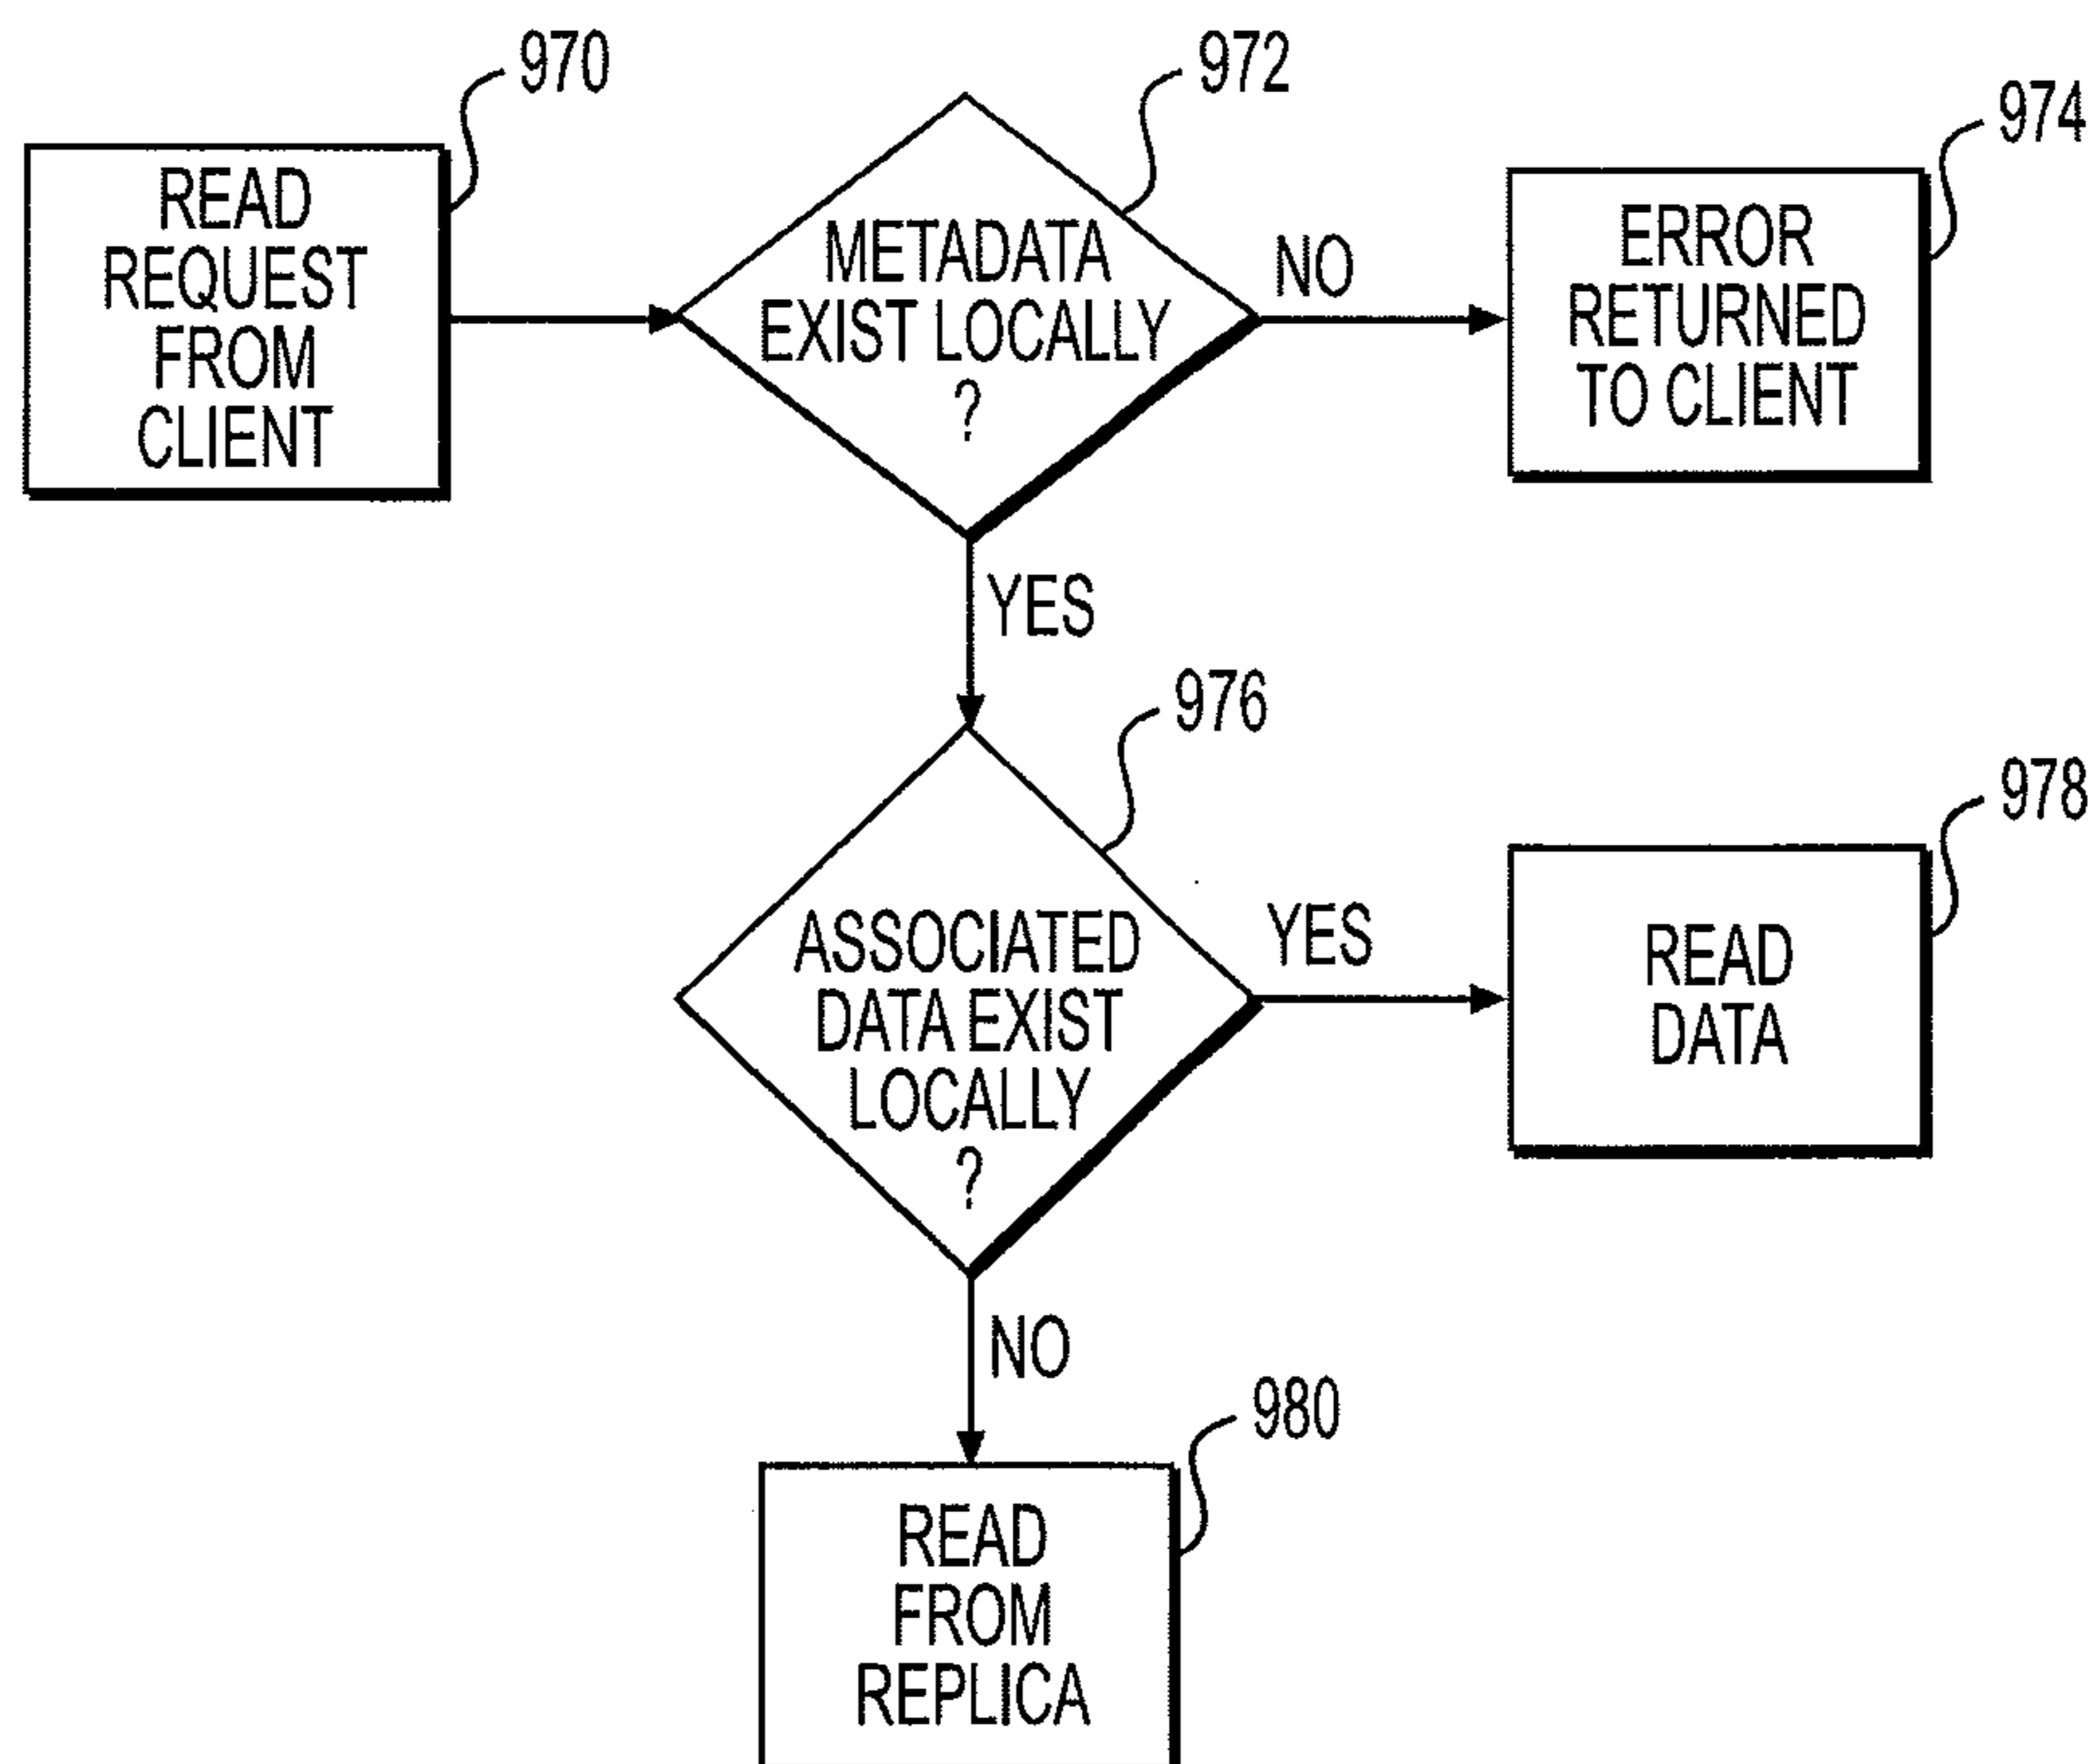 970
READ
REQUEST
FROM
CLIENT
972
METADATA
EXIST LOCALLY
?
NO
974
ERROR
RETURNED
TO CLIENT
YES
976
ASSOCIATED
DATA EXIST
LOCALLY
?
YES
978
READ
DATA
NO
980
READ
FROM
REPLICA